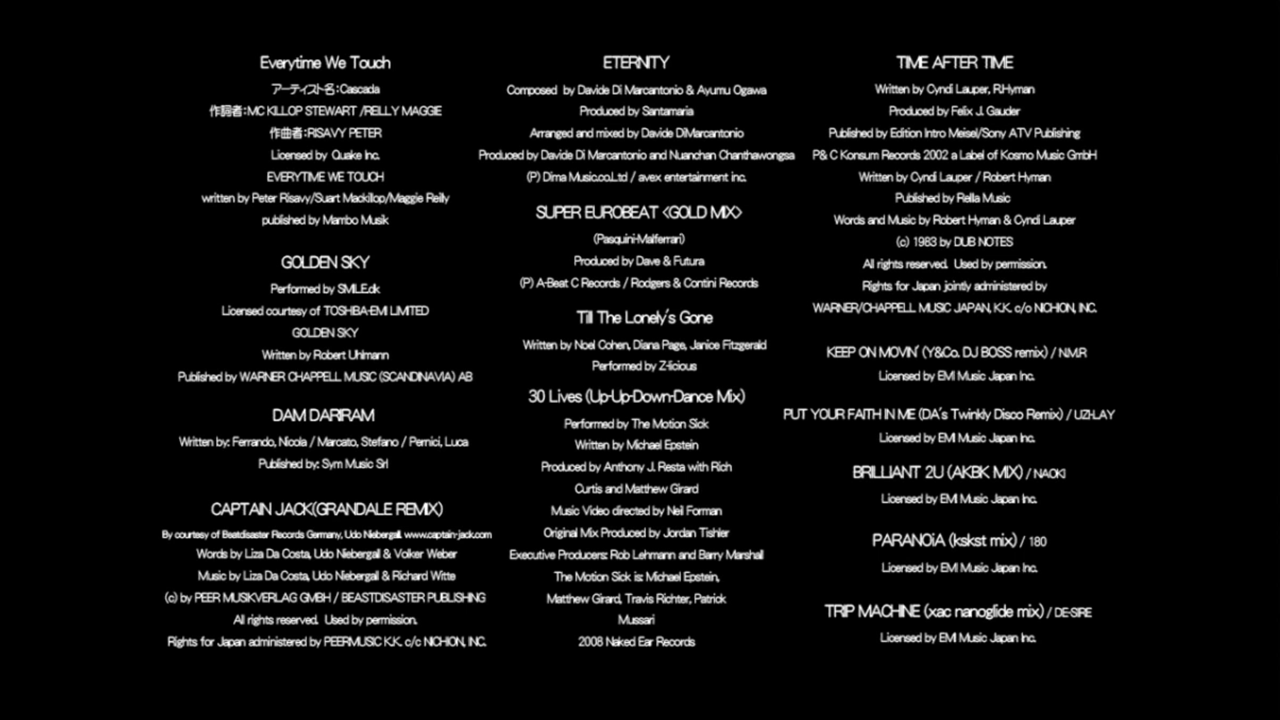 Everytime We Touch
アーティスト名:Cascada
作詞者:MC KILLOP STEWART /REILLY MAGGIE
作曲者:RISAVY PETER
Licensed by Quake Inc.
EVERYTIME WE TOUCH
written by Peter Risavy/Suart Mackillop/Maggie Reilly
published by Mambo Musik
GOLDEN SKY
Performed by SMILE.dk
Licensed courtesy of TOSHIBA-EMI LIMITED
GOLDEN SKY
Written by Robert Uhlmann
Published by WARNER CHAPPELL MUSIC (SCANDINAVIA) AB
DAM DARIRAM
Written by: Ferrando, Nicola / Marcato, Stefano / Pernici, Luca
Published by: Sym Music Srl
CAPTAIN JACK(GRANDALE REMIX)
By courtesy of Beatdisaster Records Germany, Udo Niebergall. www.captain-jack.com
Words by Liza Da Costa, Udo Niebergall & Volker Weber
Music by Liza Da Costa, Udo Niebergall & Richard Witte
(c) by PEER MUSIKVERLAG GMBH / BEASTDISASTER PUBLISHING
All rights reserved. Used by permission.
Rights for Japan administered by PEERMUSIC K.K. c/c NICHION, INC.
ETERNITY
Composed by Davide Di Marcantonio & Ayumu Ogawa
Produced by Santamaria
Arranged and mixed by Davide DiMarcantonio
Produced by Davide Di Marcantonio and Nuanchan Chanthawongsa
(P) Dima Music.co.Ltd / avex entertainment inc.
SUPER EUROBEAT <GOLD MIX>
(Pasquini-Malferrari)
Produced by Dave & Futura
(P) A-Beat C Records / Rodgers & Contini Records
Till The Lonely's Gone
Written by Noel Cohen, Diana Page, Janice Fitzgerald
Performed by Z-licious
30 Lives (Up-Up-Down-Dance Mix)
Performed by The Motion Sick
Written by Michael Epstein
Produced by Anthony J. Resta with Rich
Curtis and Matthew Girard
Music Video directed by Neil Forman
Original Mix Produced by Jordan Tishler
Executive Producers: Rob Lehmann and Barry Marshall
The Motion Sick is: Michael Epstein,
Matthew Girard, Travis Richter, Patrick
Mussari
2008 Naked Ear Records
TIME AFTER TIME
Written by Cyndi Lauper, R.Hyman
Produced by Felix J. Gauder
Published by Edition Intro Meisel/Sony ATV Publishing
P& C Konsum Records 2002 a Label of Kosmo Music GmbH
Written by Cyndi Lauper / Robert Hyman
Published by Rella Music
Words and Music by Robert Hyman & Cyndi Lauper
(c) 1983 by DUB NOTES
All rights reserved. Used by permission.
Rights for Japan jointly administered by
WARNER/CHAPPELL MUSIC JAPAN, K.K. c/o NICHION, INC.
KEEP ON MOVIN' (Y&Co. DJ BOSS remix) / N.M.R
Licensed by EMI Music Japan Inc.
PUT YOUR FAITH IN ME (DA's Twinkly Disco Remix) / UZI-LAY
Licensed by EMI Music Japan Inc.
BRILLIANT 2U (AKBK MIX) / NAOKI
Licensed by EMI Music Japan Inc.
PARANOiA (kskst mix) / 180
Licensed by EMI Music Japan Inc.
TRIP MACHINE (xac nanoglide mix) / DE-SIRE
Licensed by EMI Music Japan Inc.